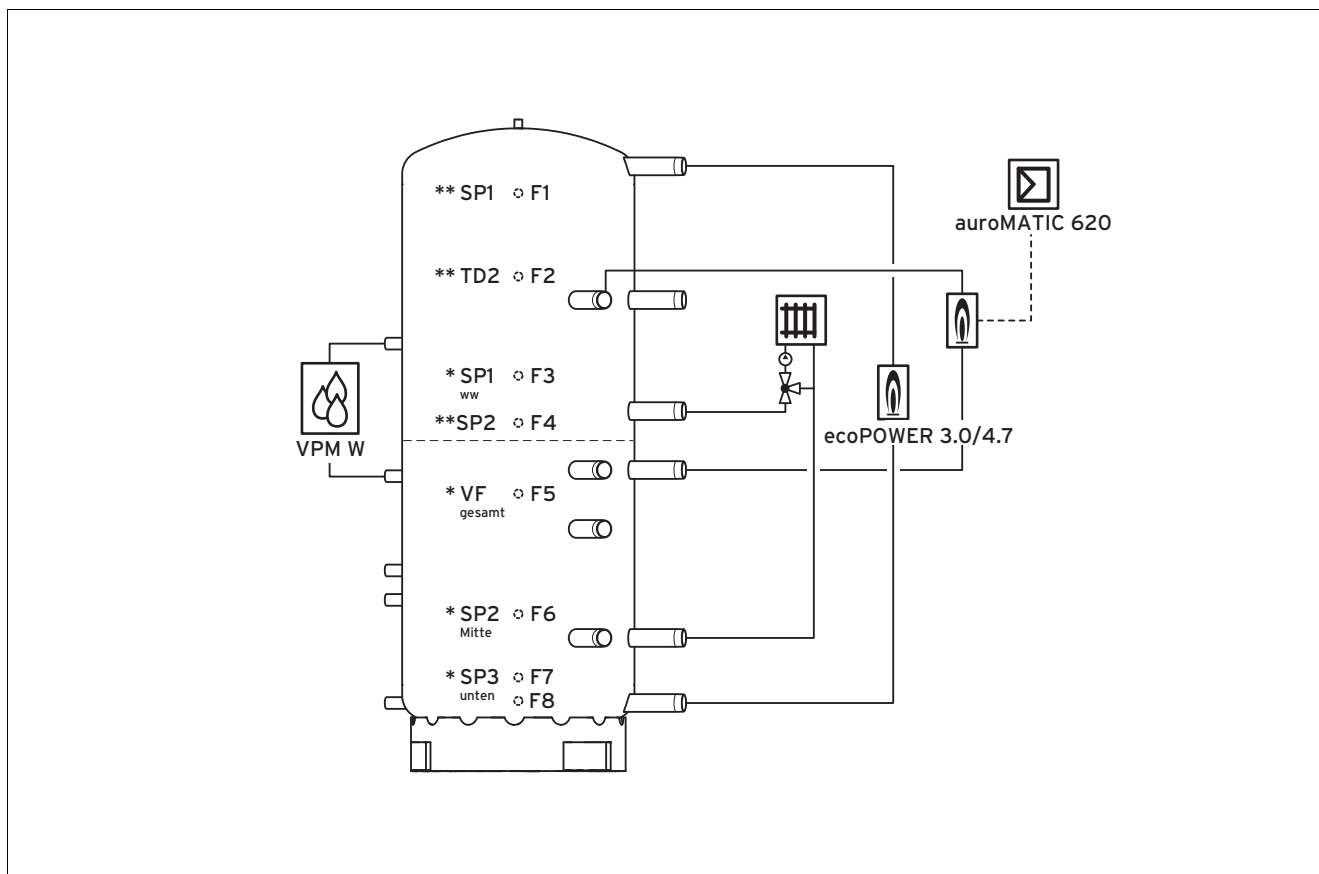 ** SP1 F1
auroMATIC 620
** TD2 F2
* SP1 F3
ww
**SP2 F4
ecoPOWER 3.0/4.7
VPM W
* VF F5
gesamt
* SP2 F6
Mitte
* SP3 F7
unten F8